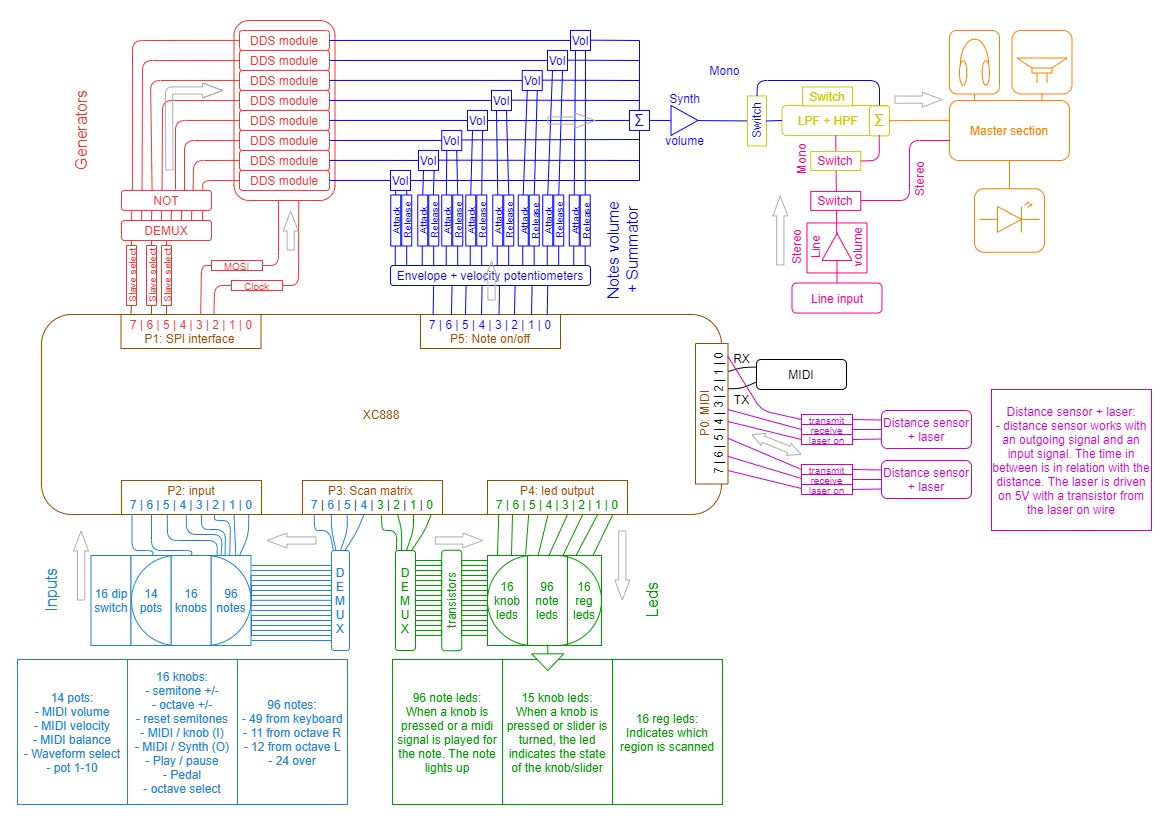 Generators
DDS module
DDS module
DDS module
DDS module
DDS module
DDS module
DDS module
DDS module
NOT
DEMUX
Slave select
Slave select
Slave select
MOSI
Clock
Vol
Vol
Vol
Vol
Vol
Vol
Vol
Vol
Attack
Release
Attack
Release
Attack
Release
Attack
Release
Attack
Release
Attack
Release
Attack
Release
Attack
Release
Envelope + velocity potentiometers
Notes volume
+ Summator
Σ
Synth
volume
Mono
Switch
Switch
LPF + HPF
Σ
Mono
Switch
Stereo
Switch
Stereo
Line
volume
Line input
Master section
7 | 6 | 5 | 4 | 3 | 2 | 1 | 0
P1: SPI interface
7 | 6 | 5 | 4 | 3 | 2 | 1 | 0
P5: Note on/off
XC888
P0: MIDI
7 | 6 | 5 | 4 | 3 | 2 | 1 | 0
RX
TX
MIDI
transmit
receive
laser on
Distance sensor
+ laser
transmit
receive
laser on
Distance sensor
+ laser
Distance sensor + laser:
- distance sensor works with
an outgoing signal and an
input signal. The time in
between is in relation with the
distance. The laser is driven
on 5V with a transistor from
the laser on wire
P2: input
7 | 6 | 5 | 4 | 3 | 2 | 1 | 0
P3: Scan matrix
7 | 6 | 5 | 4 | 3 | 2 | 1 | 0
P4: led output
7 | 6 | 5 | 4 | 3 | 2 | 1 | 0
Inputs
16 dip
switch
14
pots
16
knobs
96
notes
DEMUX
DEMUX
transistors
16
knob
leds
96
note
leds
16
reg
leds
Leds
14 pots:
- MIDI volume
- MIDI velocity
- MIDI balance
- Waveform select
- pot 1-10
16 knobs:
- semitone +/-
- octave +/-
- reset semitones
- MIDI / knob (I)
- MIDI / Synth (O)
- Play / pause
- Pedal
- octave select
96 notes:
- 49 from keyboard
- 11 from octave R
- 12 from octave L
- 24 over
96 note leds:
When a knob is
pressed or a midi
signal is played for
the note. The note
lights up
15 knob leds:
When a knob is
pressed or slider is
turned, the led
indicates the state
of the knob/slider
16 reg leds:
Indicates which
region is scanned